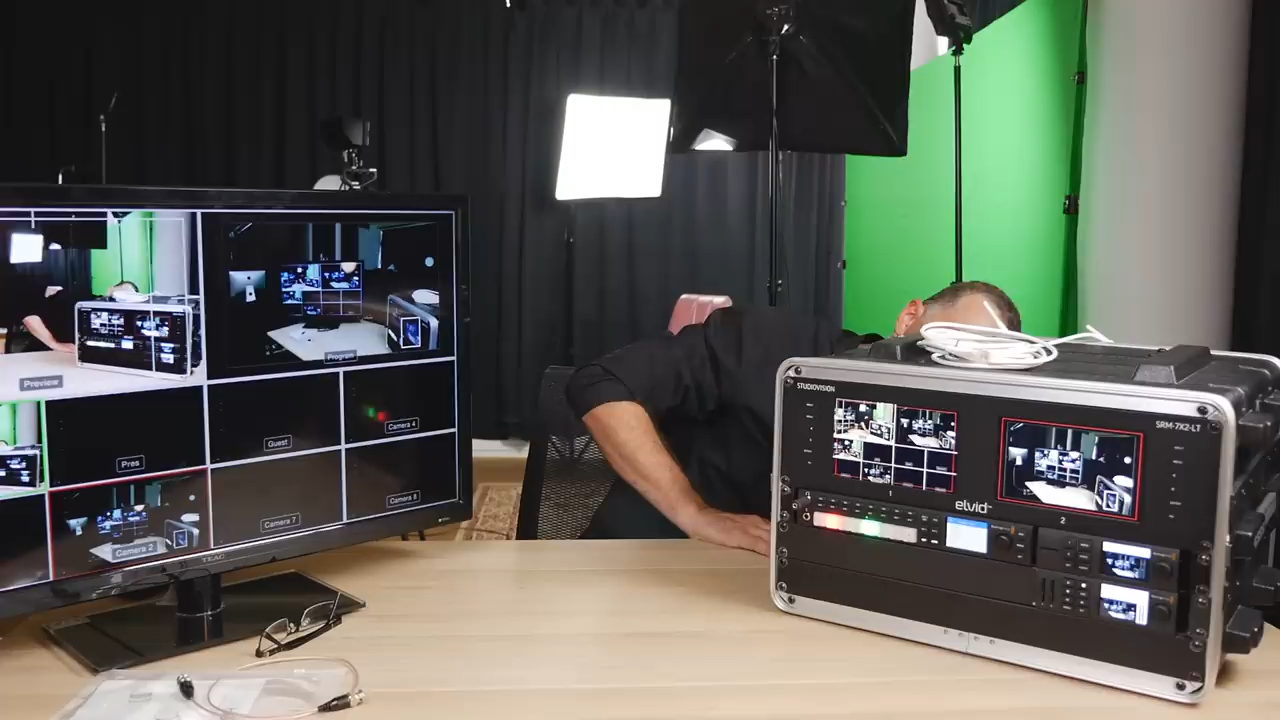 Preview
Program
Pres
Guest
Camera 4
Camera 2
Camera 7
Camera 8
TEAC
STUDIOVISION
SRM-7X2-LT
1
elvid
2